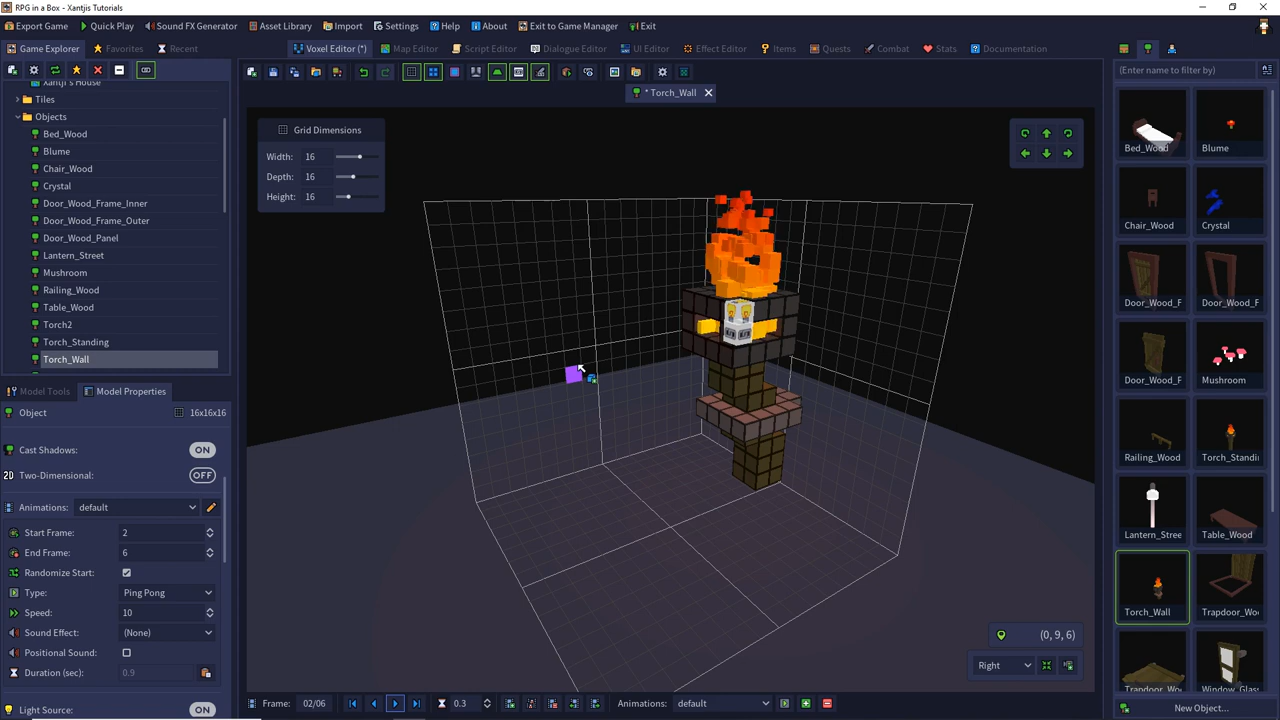 RPG in a Box - Xantjis Tutorials
Export Game Quick Play Sound FX Generator Asset Library Import Settings Help About Exit to Game Manager Exit
Game Explorer Favorites Recent Voxel Editor (*) Map Editor Script Editor Dialogue Editor UI Editor Effect Editor Items Quests Combat Stats Documentation
(Enter name to filter by)
Xantji's House
* Torch_Wall
Tiles
Objects
Bed_Wood
Blume
Chair_Wood
Crystal
Door_Wood_Frame_Inner
Door_Wood_Frame_Outer
Door_Wood_Panel
Lantern_Street
Mushroom
Railing_Wood
Table_Wood
Torch2
Torch_Standing
Torch_Wall
Model Tools Model Properties
Object 16x16x16
Cast Shadows: ON
2D Two-Dimensional: OFF
Animations: default
Start Frame: 2
End Frame: 6
Randomize Start:
Type: Ping Pong
Speed: 10
Sound Effect: (None)
Positional Sound:
Duration (sec): 0.9
Light Source: ON
Grid Dimensions
Width: 16
Depth: 16
Height: 16
(0, 9, 6)
Right
Frame: 02/06 0.3 Animations: default
Bed_Wood Blume
Chair_Wood Crystal
Door_Wood_F Door_Wood_F
Door_Wood_F Mushroom
Railing_Wood Torch_Standi
Lantern_Stree Table_Wood
Torch_Wall Trapdoor_Wo
Trapdoor_Wo Window_Glas
New Object...